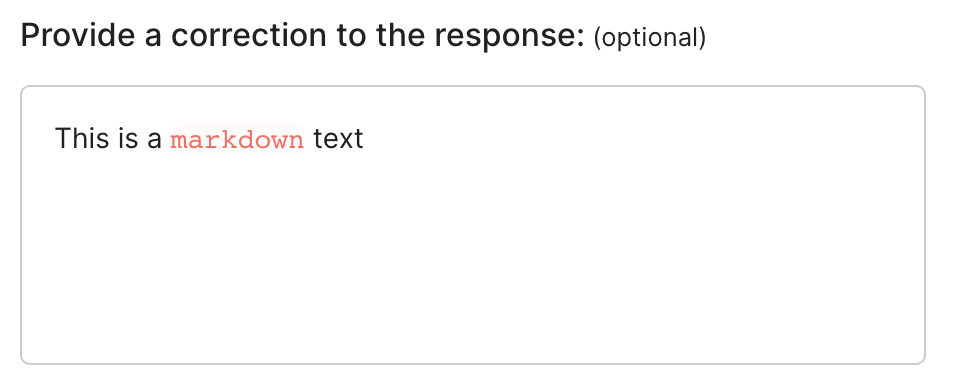 Provide a correction to the response: (optional)
This is a markdown text